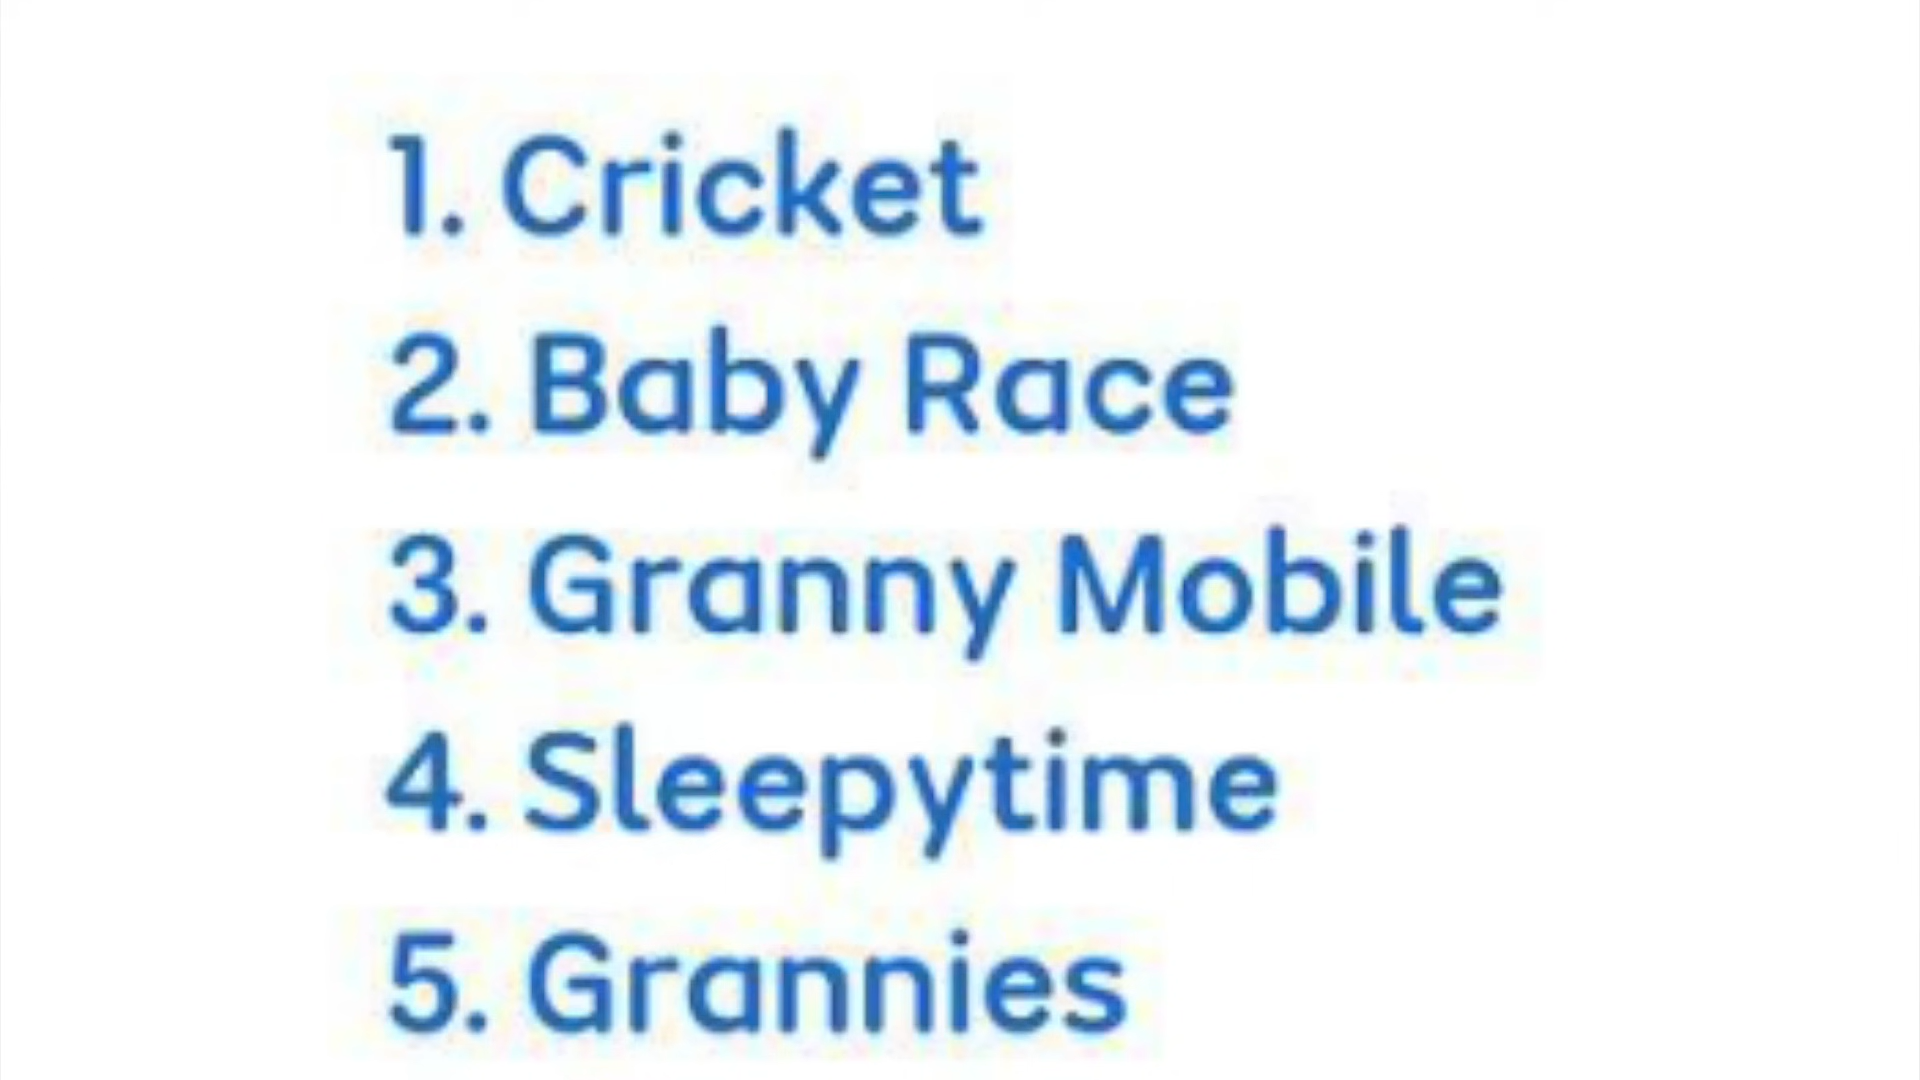 1. Cricket
2. Baby Race
3. Granny Mobile
4. Sleepytime
5. Grannies